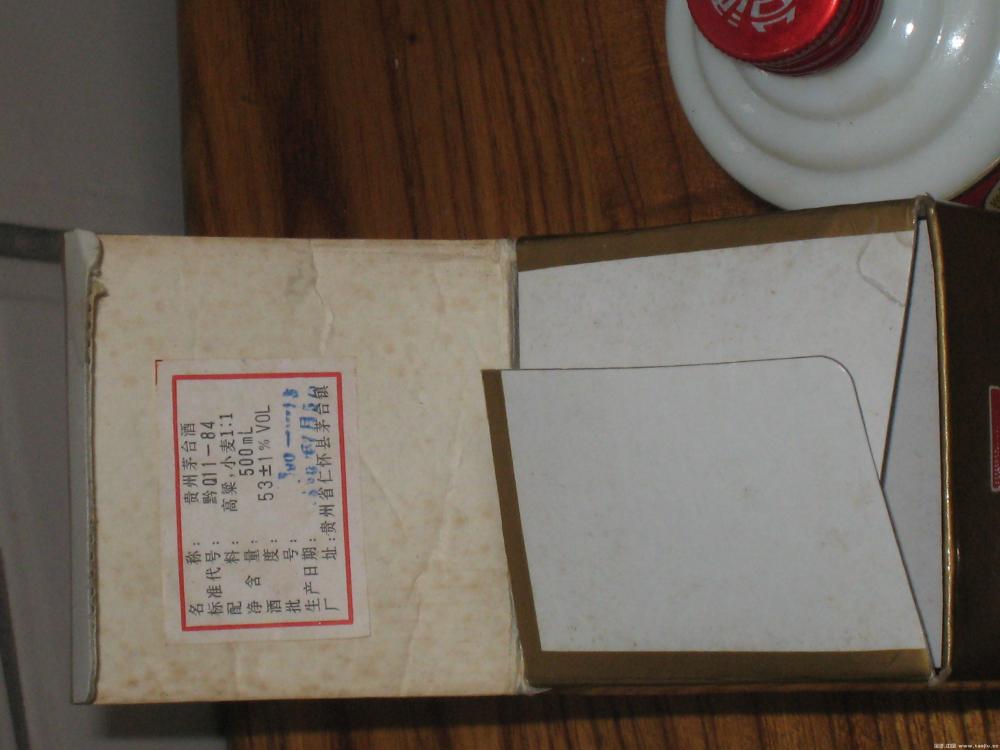 名 称：贵州茅台酒
标准代号：黔Q11－84
配 料：高粱,小麦1:1
净含量：500mL
酒 度：53±1%VOL
批 号：
生产日期：
厂 址：贵州省仁怀县茅台镇